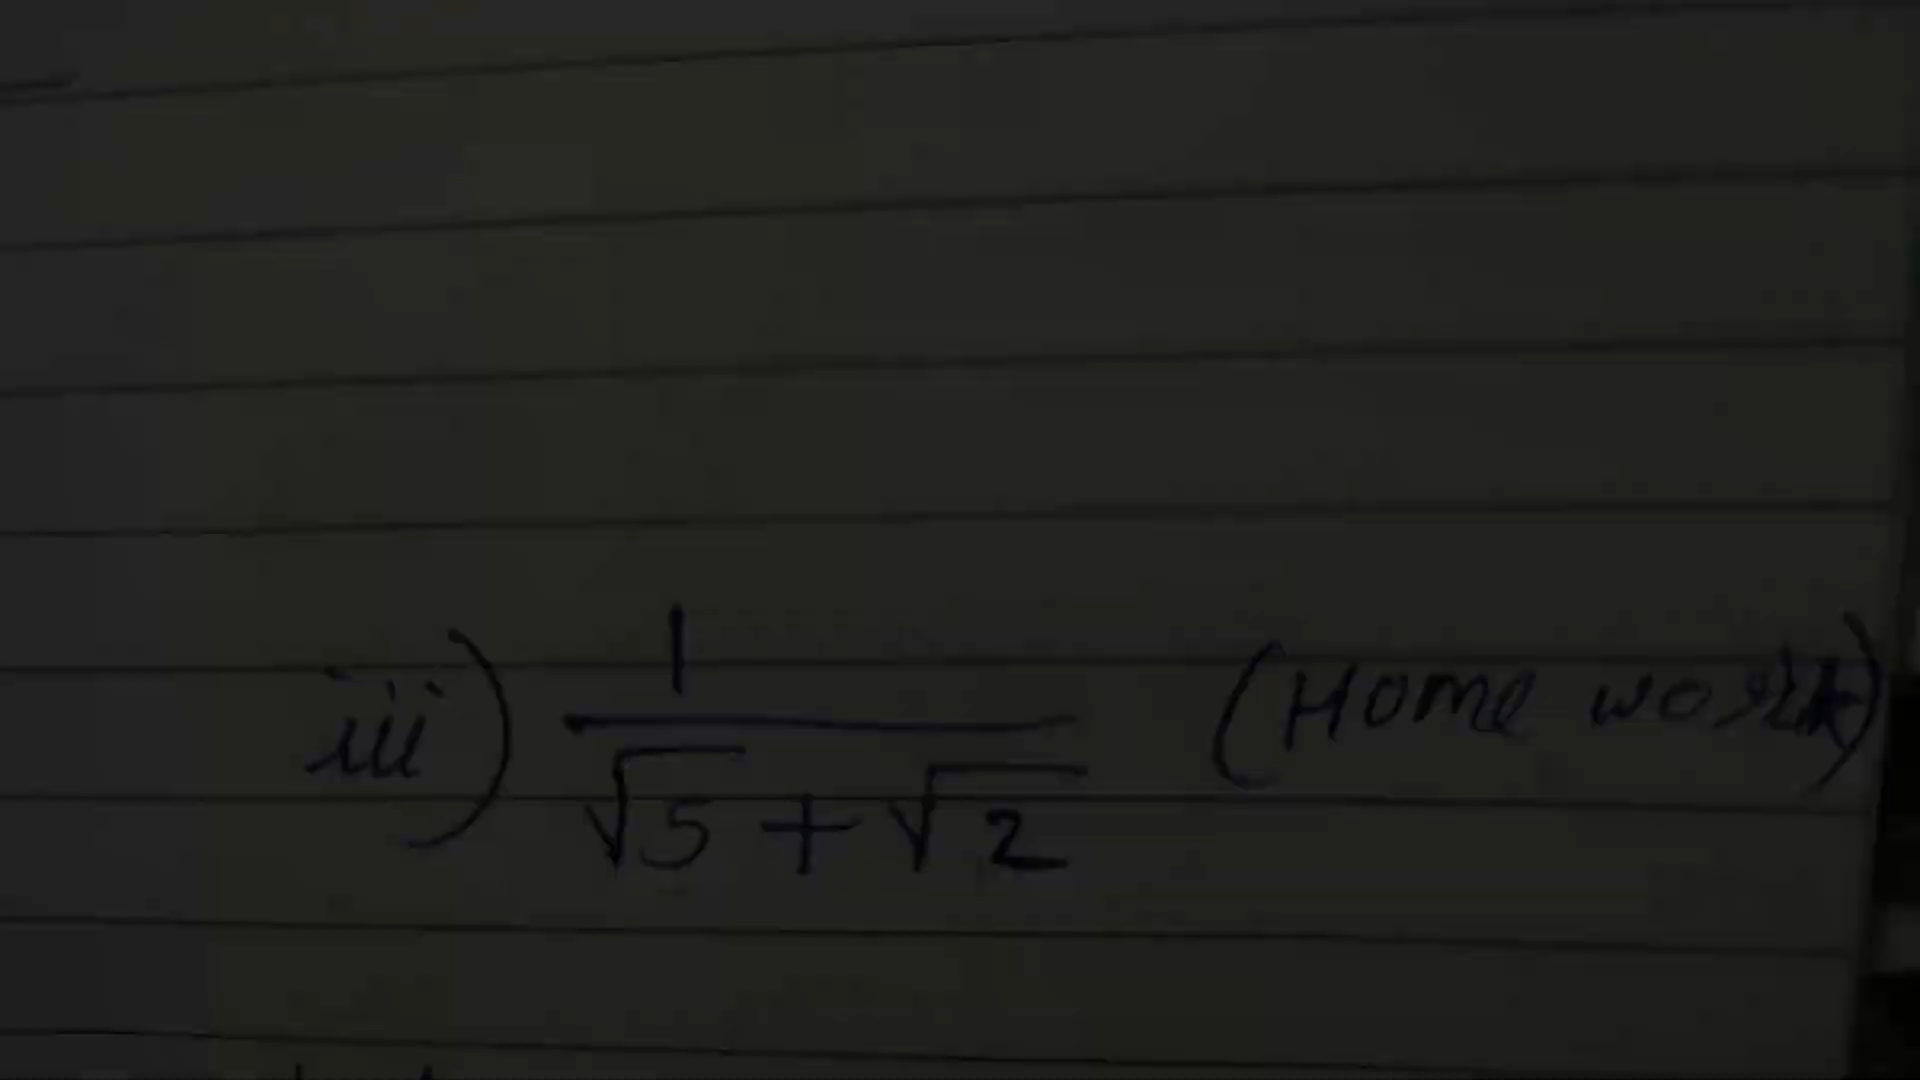 iii) 1/(√5 + √2) (Home work)